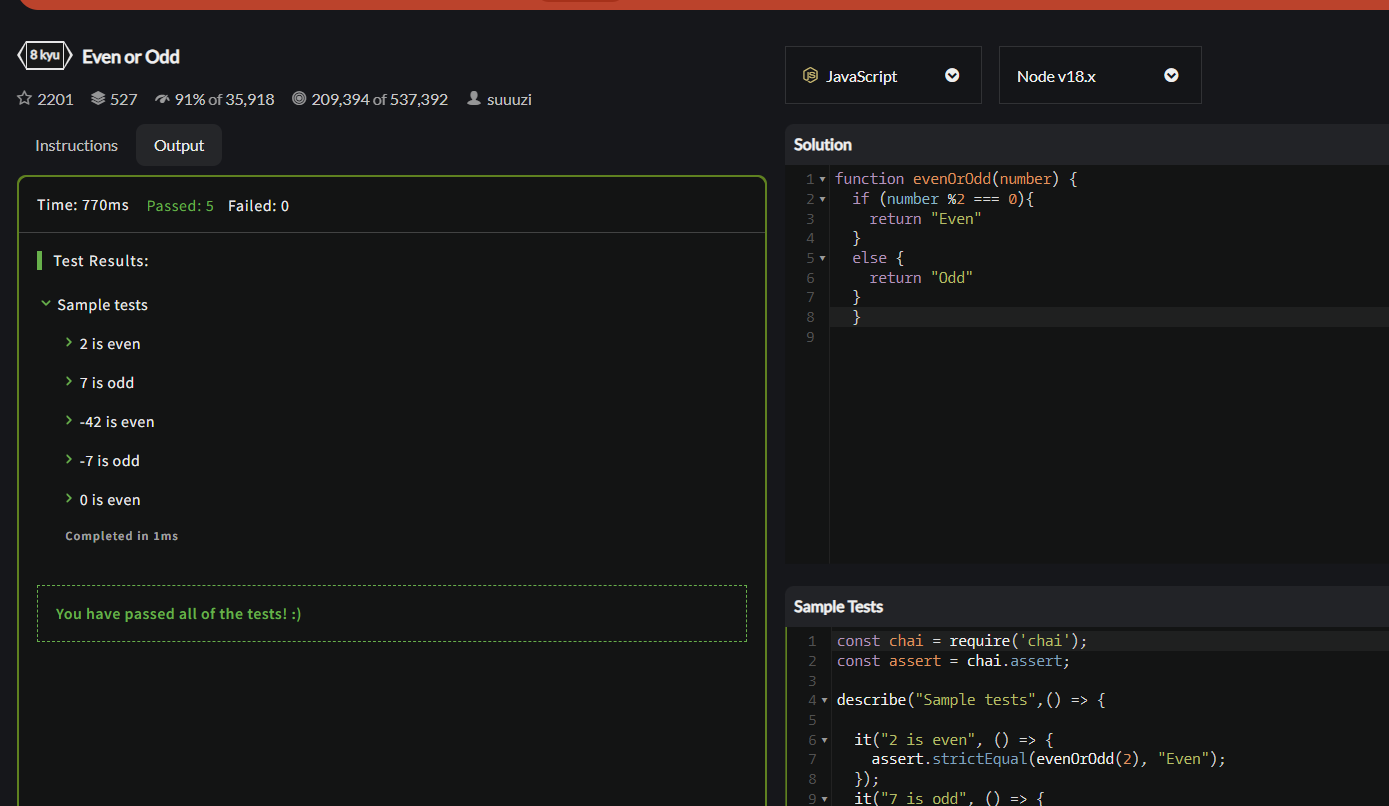 8 kyu Even or Odd
2201 527 91% of 35,918 209,394 of 537,392 suuuzi
Instructions Output
Time: 770ms Passed: 5 Failed: 0
Test Results:
Sample tests
2 is even
7 is odd
-42 is even
-7 is odd
0 is even
Completed in 1ms
You have passed all of the tests! :)
JavaScript Node v18.x
Solution
1 function evenOrOdd(number) {
2 if (number %2 === 0){
3 return "Even"
4 }
5 else {
6 return "Odd"
7 }
8 }
9
Sample Tests
1 const chai = require('chai');
2 const assert = chai.assert;
3
4 describe("Sample tests",() => {
5
6 it("2 is even", () => {
7 assert.strictEqual(evenOrOdd(2), "Even");
8 });
9 it("7 is odd", () => {